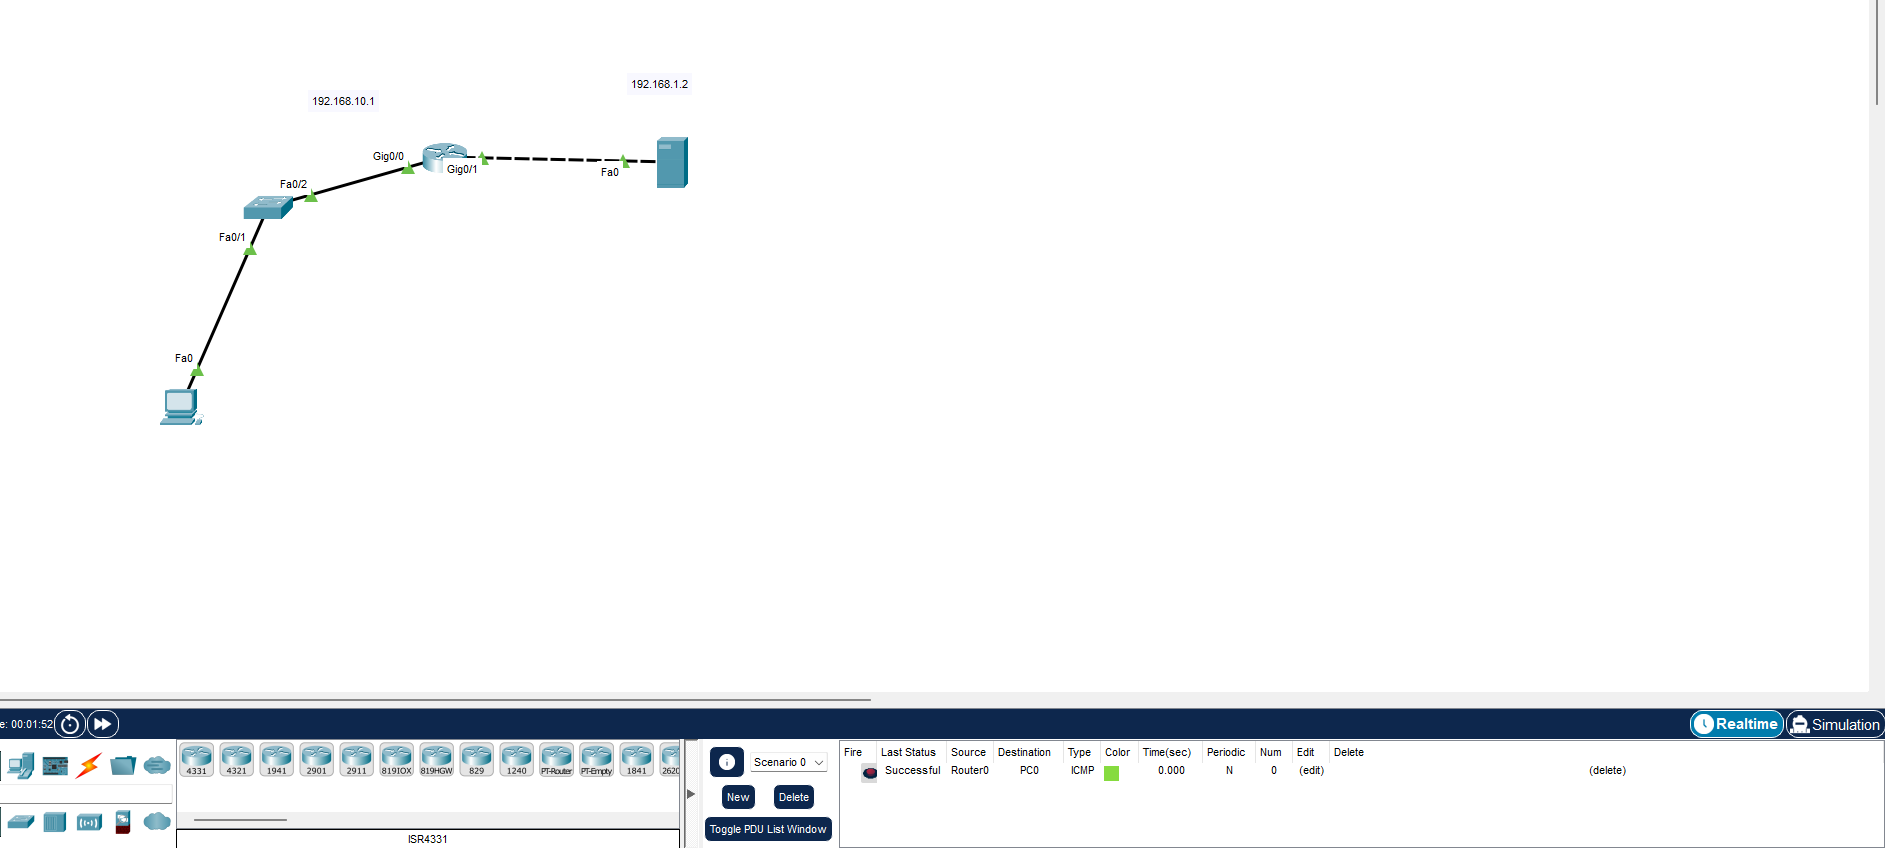 192.168.1.2
192.168.10.1
Gig0/0
Gig0/1
Fa0
Fa0/2
Fa0/1
Fa0
e: 00:01:52
Realtime
Simulation
4331 4321 1941 2901 2911 819IOX 819HGW 829 1240 PT-Router PT-Empty 1841 2620
ISR4331
Scenario 0
New Delete
Toggle PDU List Window
Fire Last Status Source Destination Type Color Time(sec) Periodic Num Edit Delete
Successful Router0 PC0 ICMP 0.000 N 0 (edit) (delete)